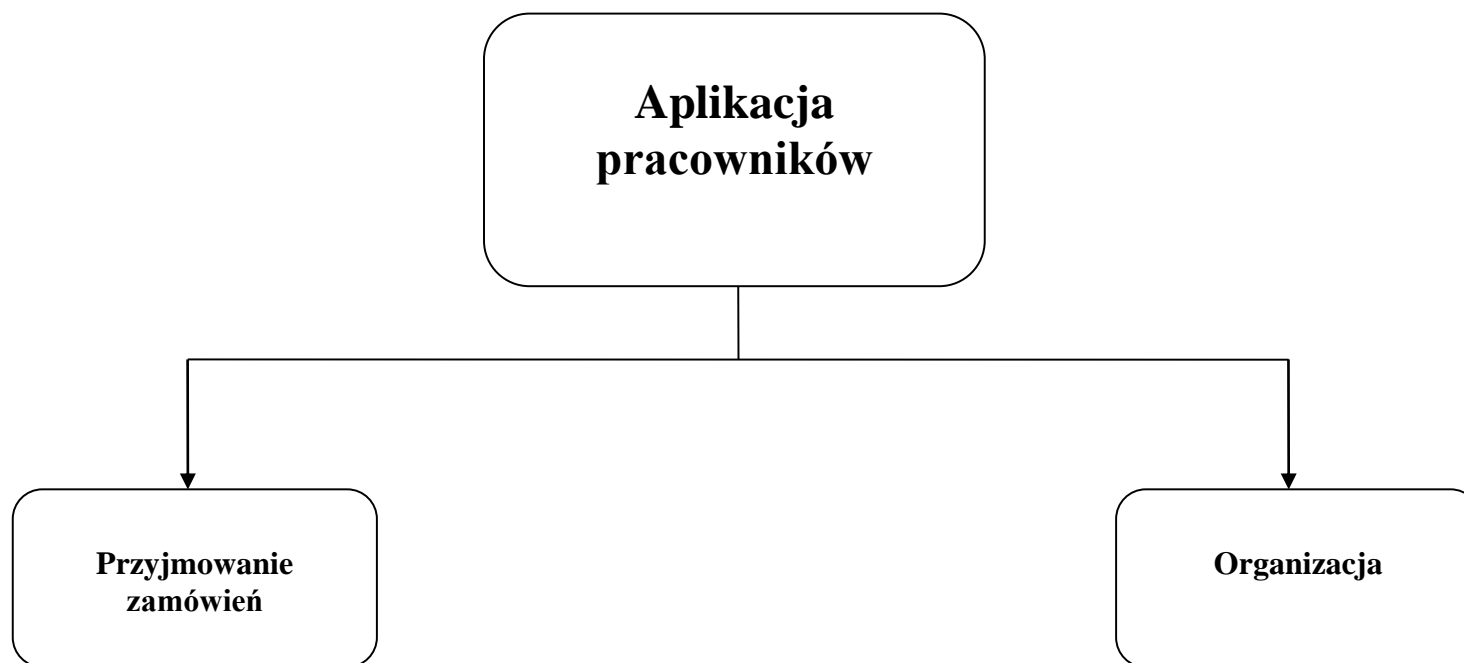 Aplikacja
pracowników
Przyjmowanie
zamówień
Organizacja